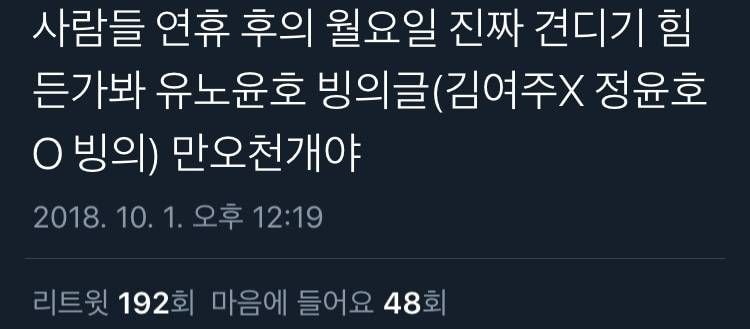 사람들 연휴 후의 월요일 진짜 견디기 힘
든가봐 유노윤호 빙의글(김여주X 정윤호
O 빙의) 만오천개야
2018. 10. 1. 오후 12:19
리트윗 192회 마음에 들어요 48회